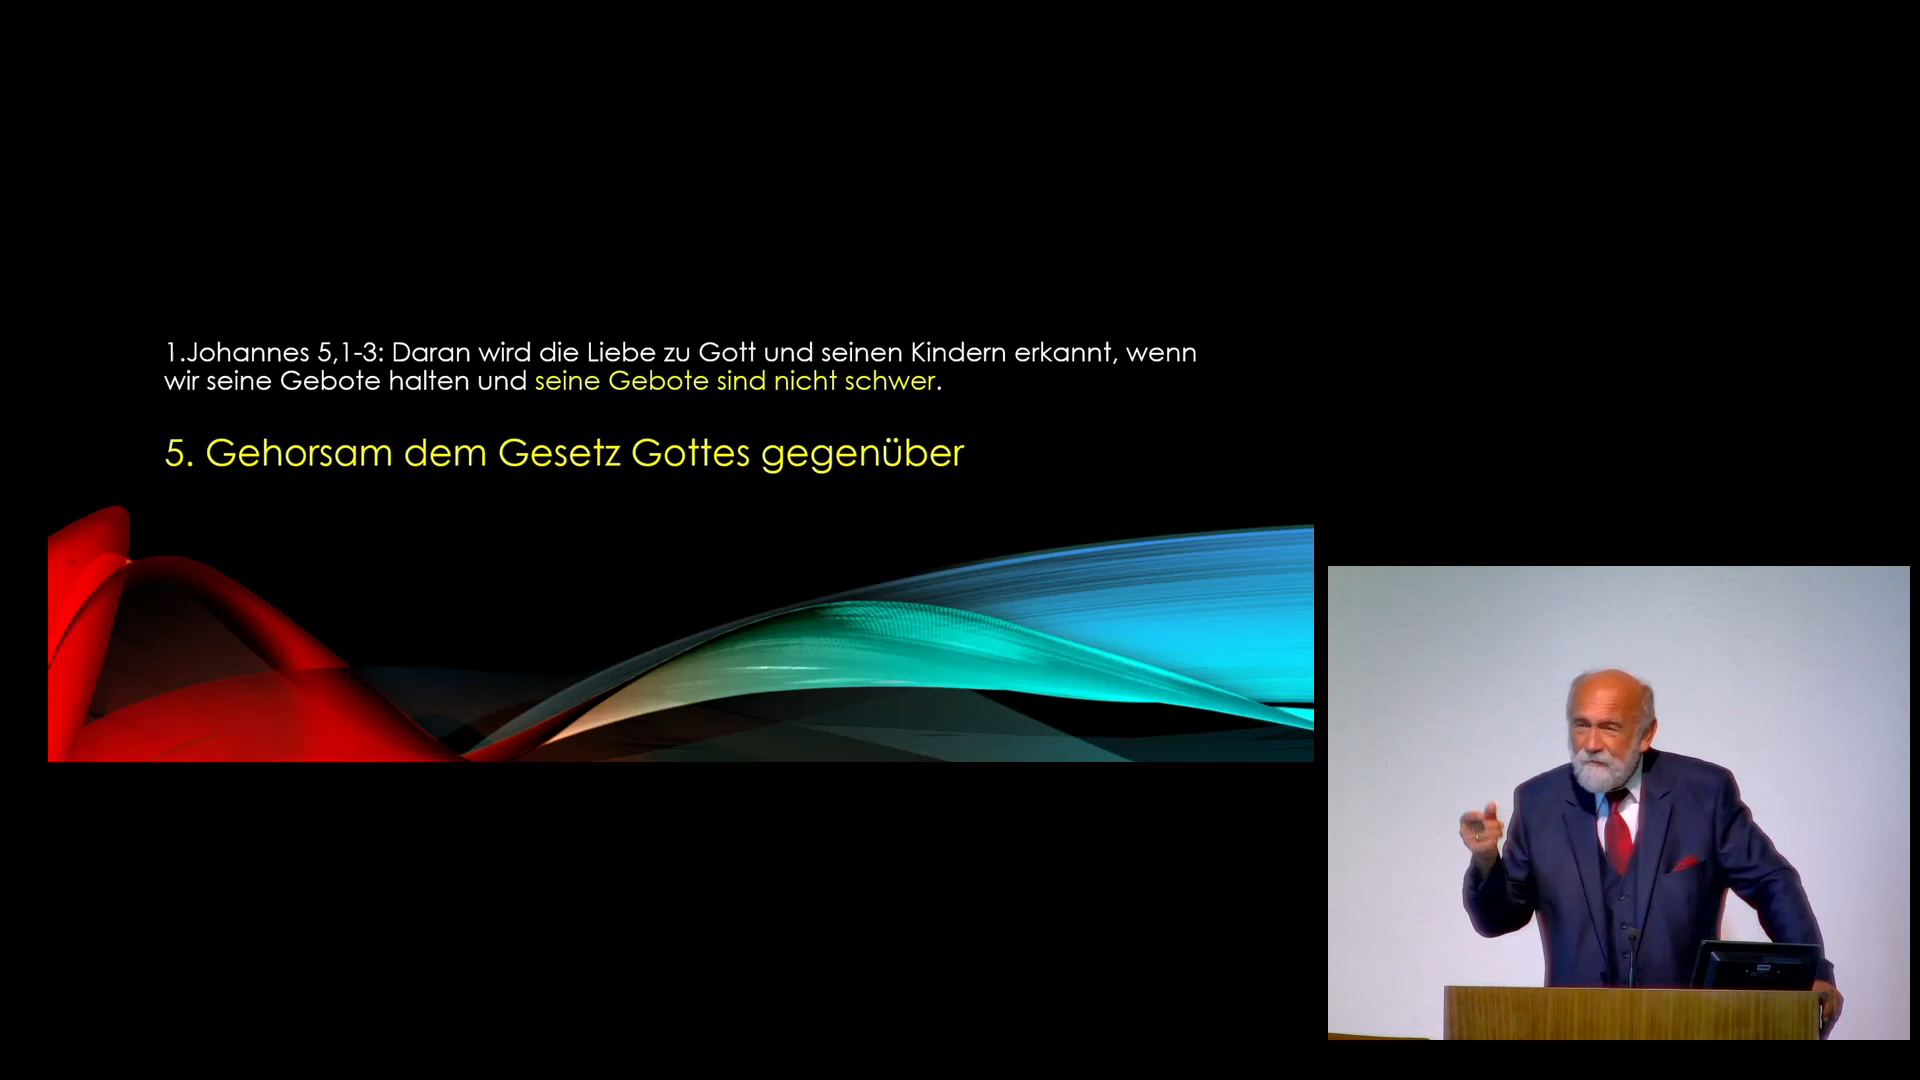 1.Johannes 5,1-3: Daran wird die Liebe zu Gott und seinen Kindern erkannt, wenn
wir seine Gebote halten und seine Gebote sind nicht schwer.
5. Gehorsam dem Gesetz Gottes gegenüber